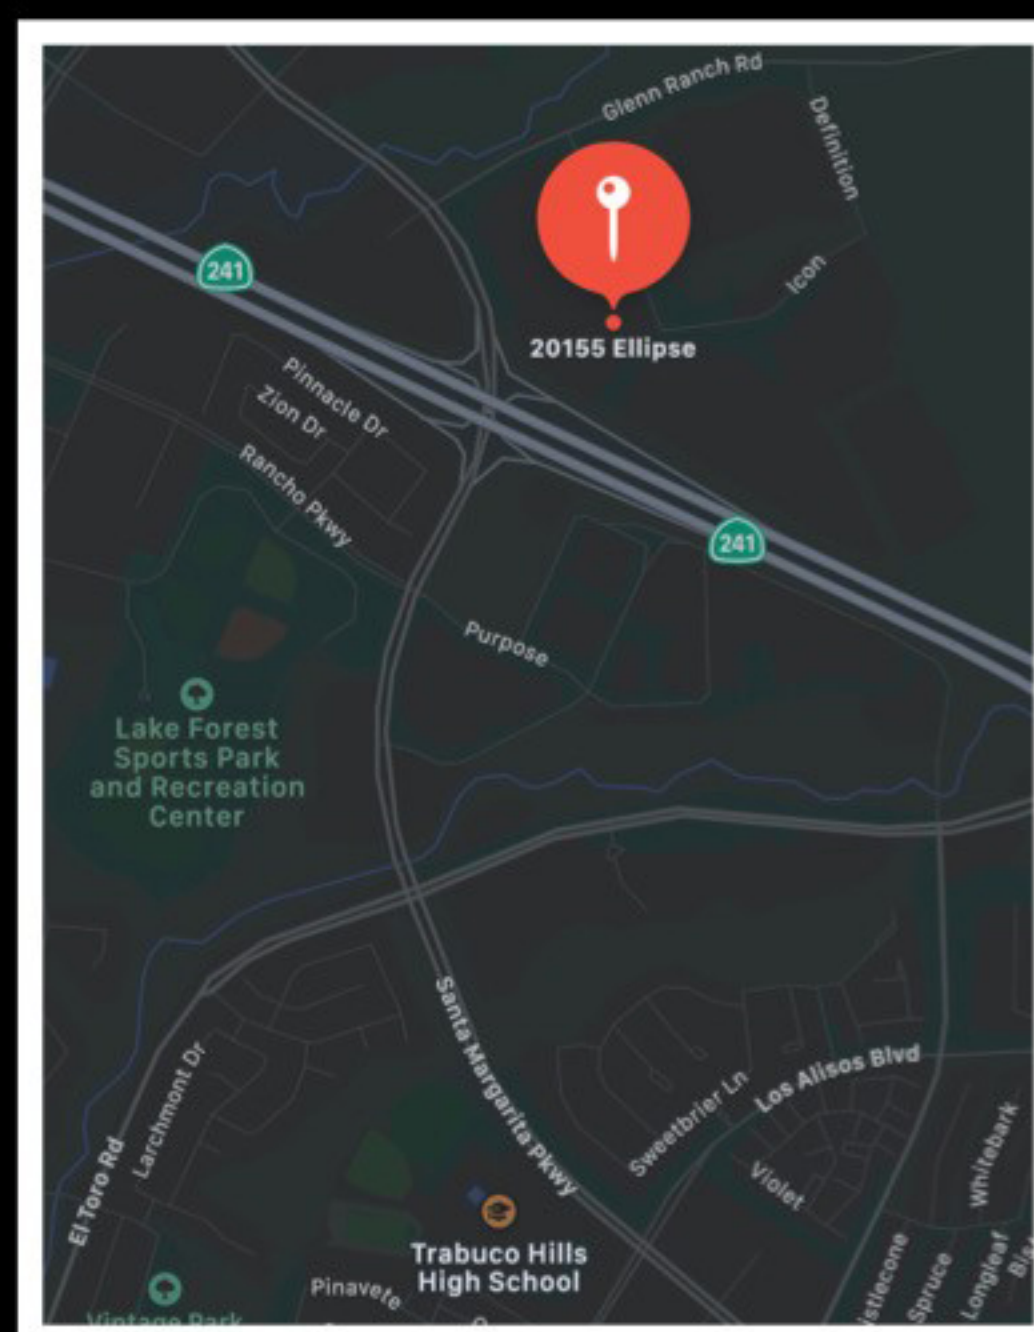 Glenn Ranch Rd
Definition
241
Icon
20155 Ellipse
Pinnacle Dr
Zion Dr
Rancho Pkwy
241
Purpose
Lake Forest
Sports Park
and Recreation
Center
Santa Margarita Pkwy
Larchmont Dr
Los Alisos Blvd
Sweetbrier Ln
Whitebark
El Toro Rd
Violet
Trabuco Hills
High School
Pinavete
Vintage Park
Spruce
Longleaf